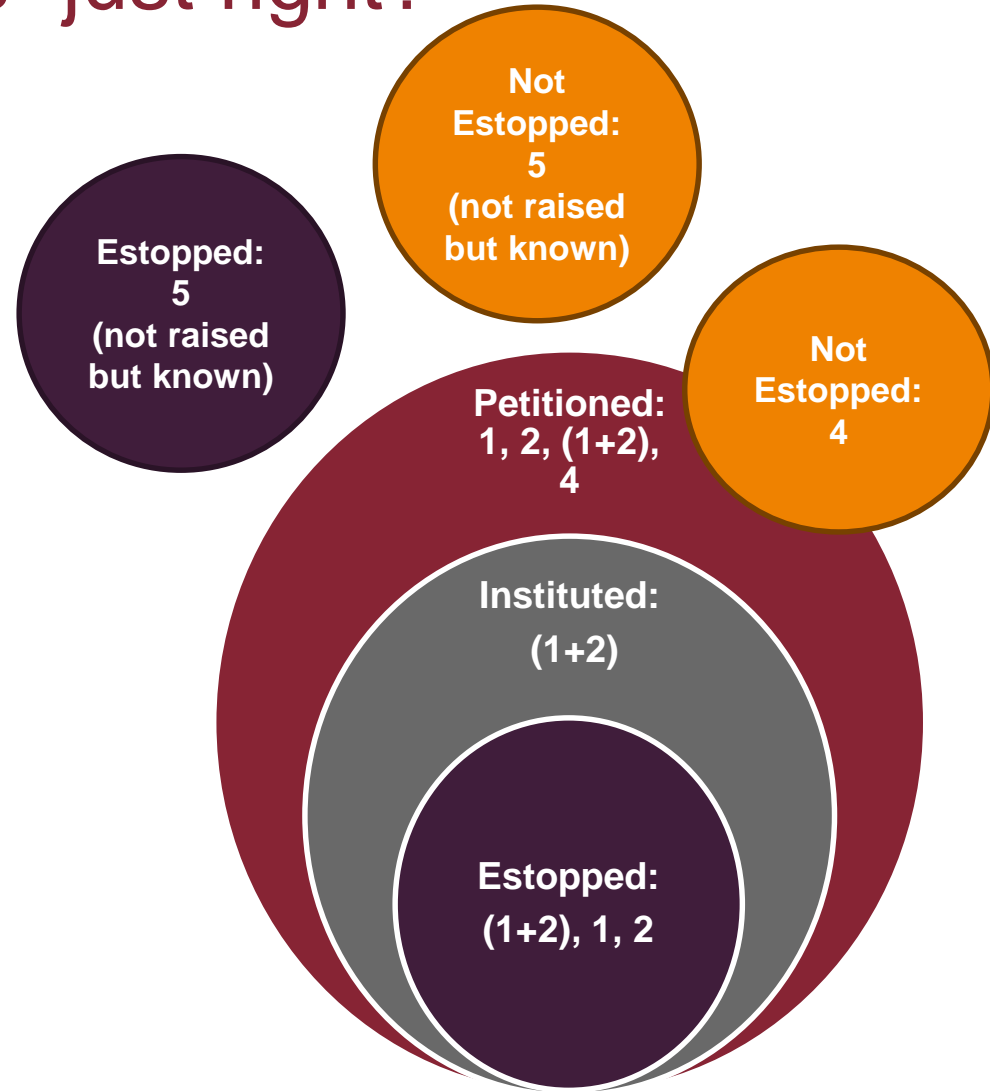 just right?
Not
Estopped:
5
(not raised
but known)
Estopped:
5
(not raised
but known)
Not
Estopped:
4
Petitioned:
1, 2, (1+2),
4
Instituted:
(1+2)
Estopped:
(1+2), 1, 2